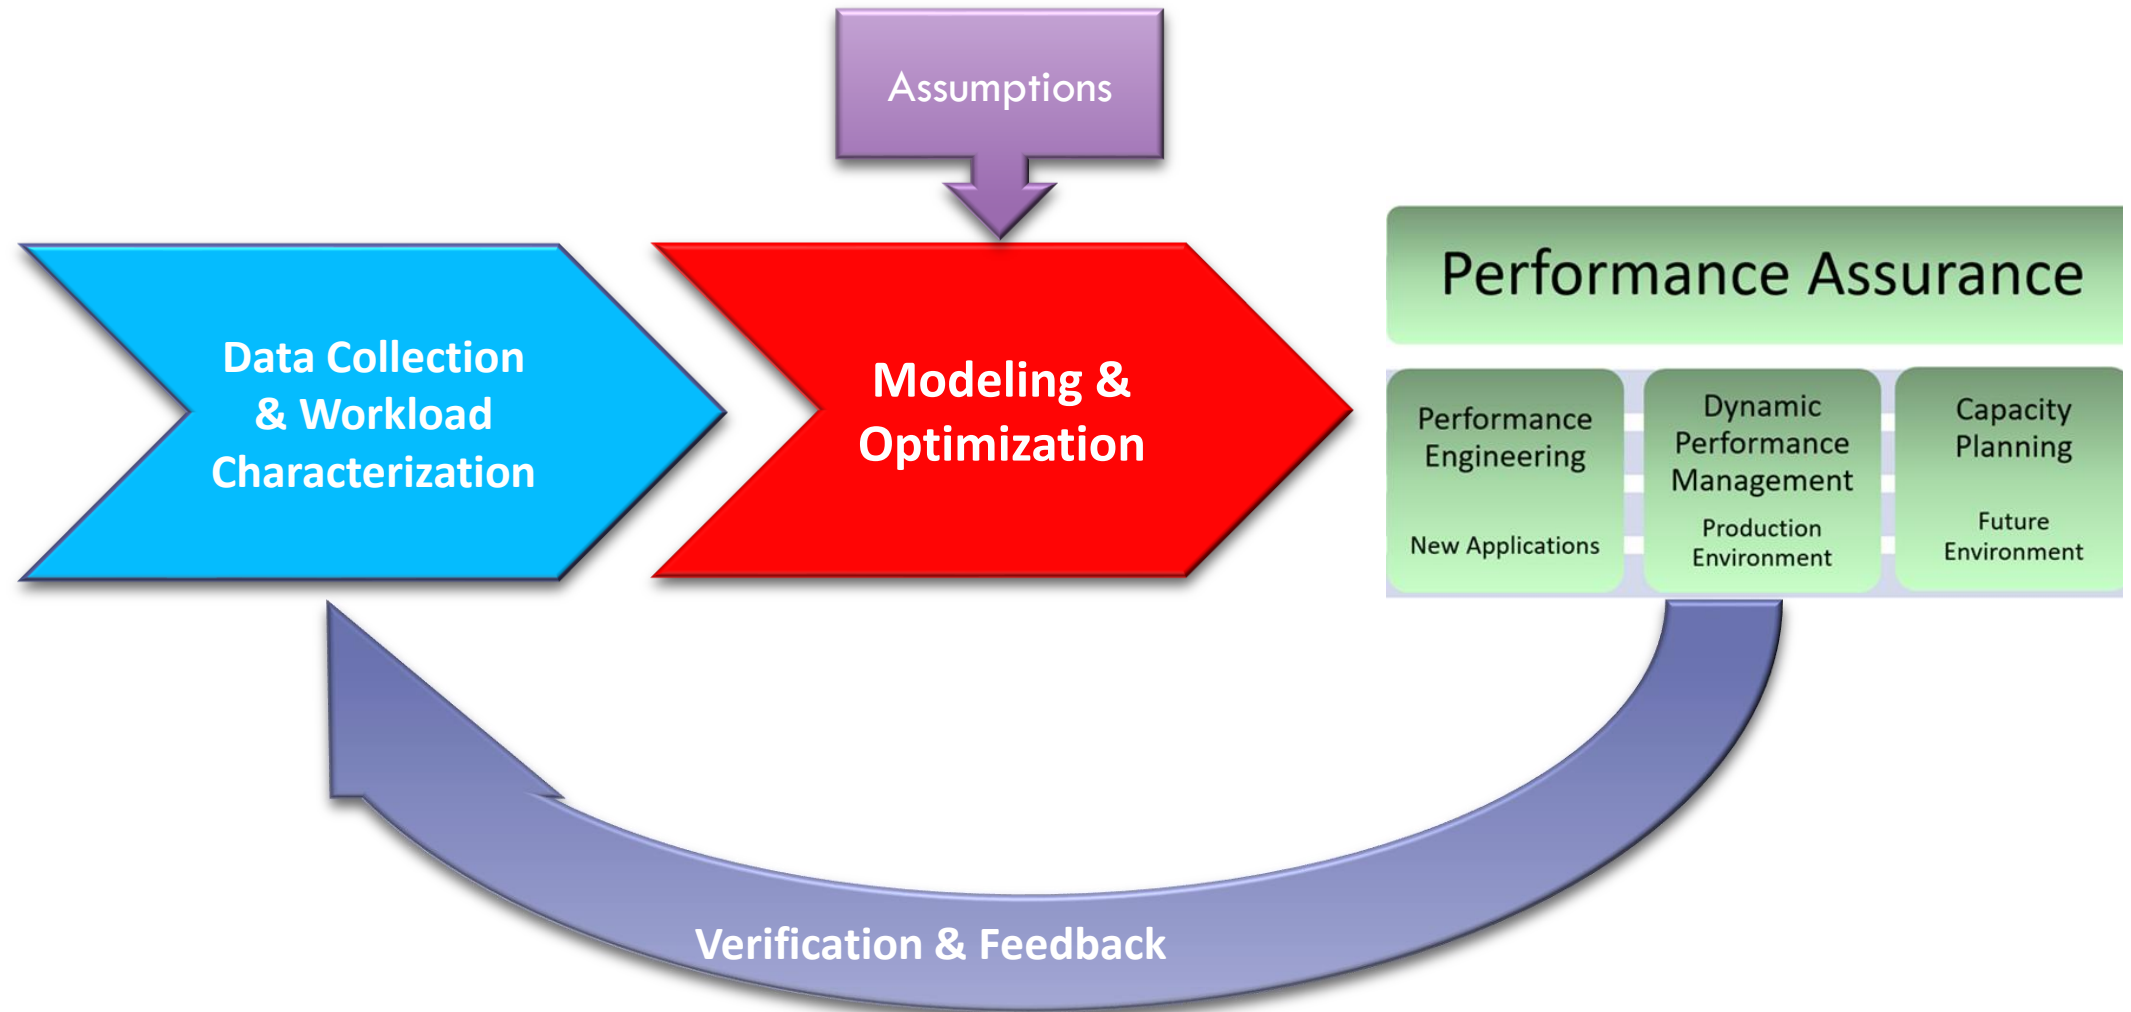 Assumptions
Data Collection
& Workload
Characterization
Modeling &
Optimization
Performance Assurance
Performance
Engineering
New Applications
Dynamic
Performance
Management
Production
Environment
Capacity
Planning
Future
Environment
Verification & Feedback